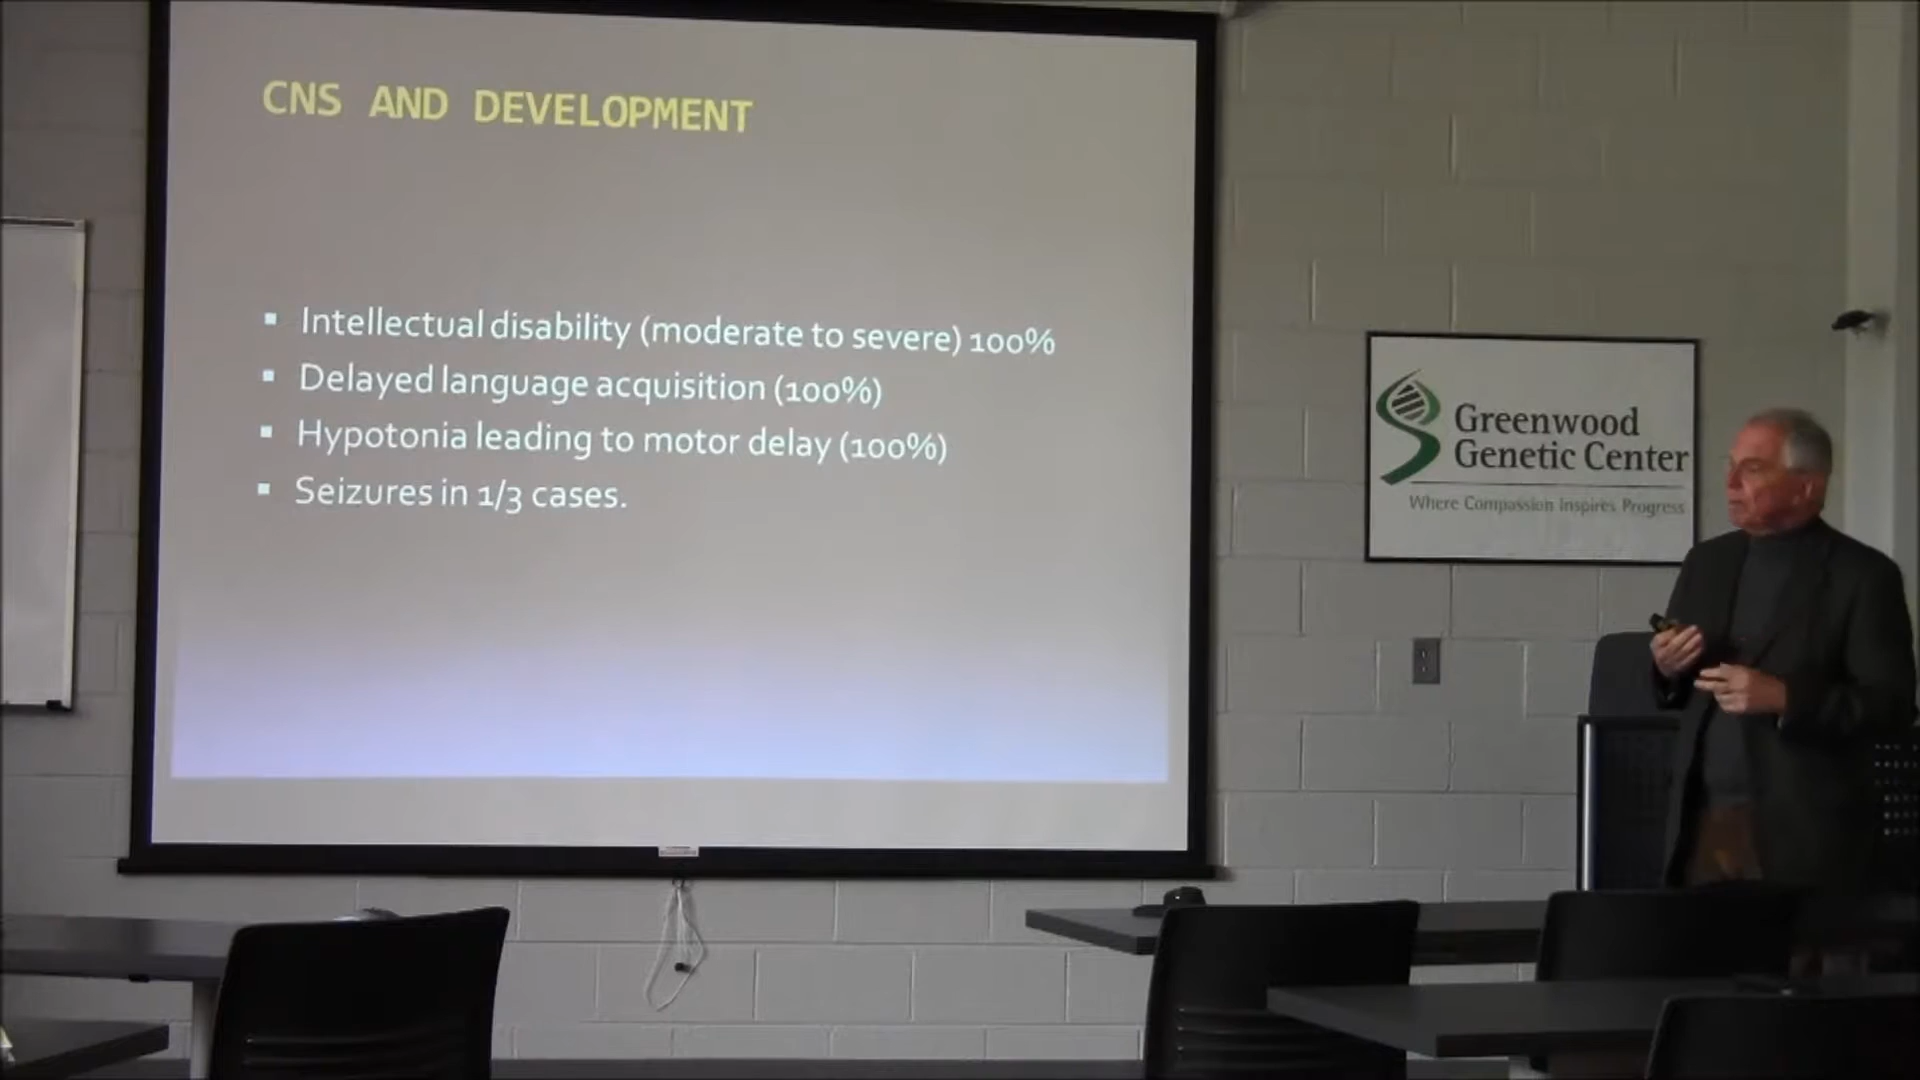 CNS AND DEVELOPMENT
Intellectual disability (moderate to severe) 100%
Delayed language acquisition (100%)
Hypotonia leading to motor delay (100%)
Seizures in 1/3 cases.
Greenwood
Genetic Center
Where Compassion Inspires Progress